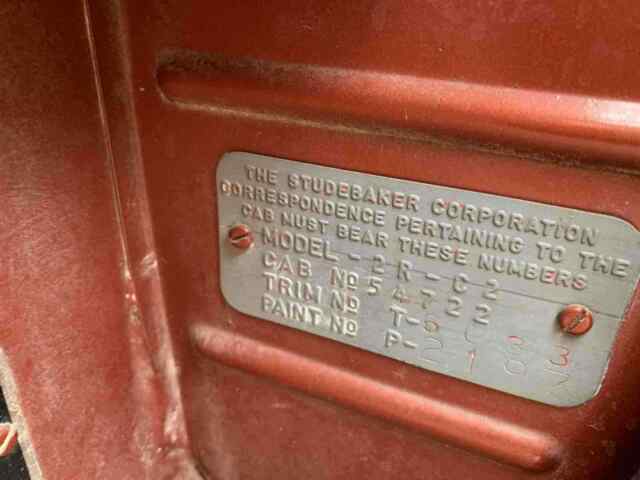 THE STUDEBAKER CORPORATION
CORRESPONDENCE PERTAINING TO THE
CAB MUST BEAR THESE NUMBERS
MODEL - 2R-C2
CAB No 54722
TRIM No T-
PAINT No P-